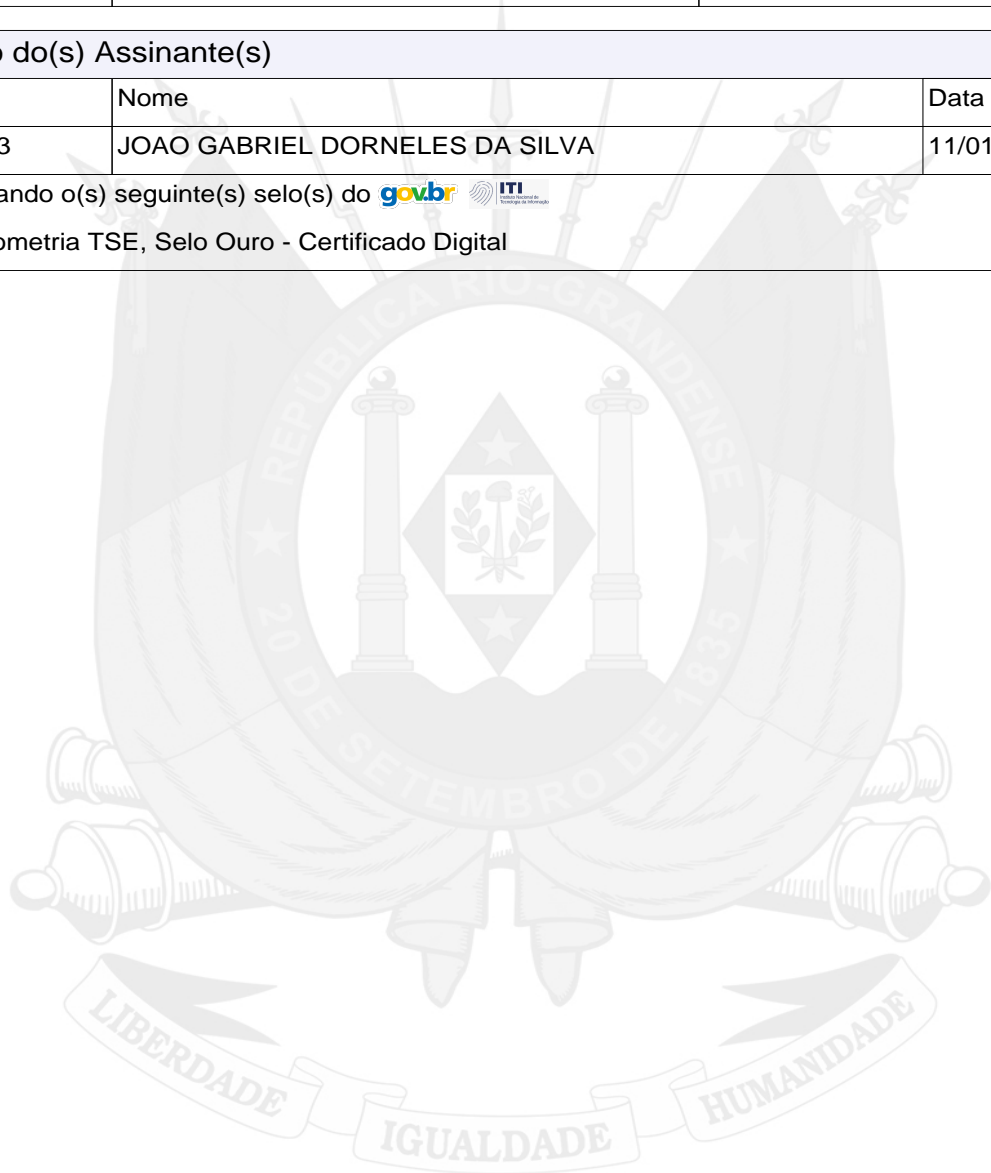 o do(s) Assinante(s)
Nome
Data
3
JOAO GABRIEL DORNELES DA SILVA
11/01
ando o(s) seguinte(s) selo(s) do gov.br ITI
ometria TSE, Selo Ouro - Certificado Digital
REPÚBLICA RIO-GRANDENSE
20 DE SETEMBRO DE 1835
LIBERDADE
IGUALDADE
HUMANIDADE